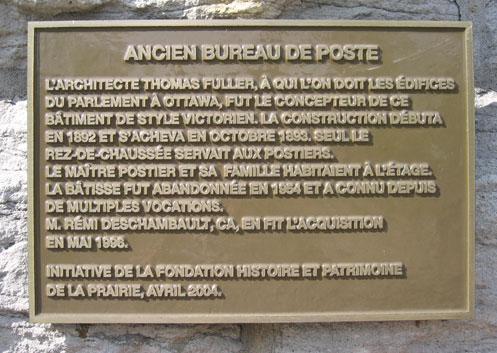 ANCIEN BUREAU DE POSTE
L'ARCHITECTE THOMAS FULLER, À QUI L'ON DOIT LES ÉDIFICES
DU PARLEMENT À OTTAWA, FUT LE CONCEPTEUR DE CE
BÂTIMENT DE STYLE VICTORIEN. LA CONSTRUCTION DÉBUTA
EN 1892 ET S'ACHEVA EN OCTOBRE 1893. SEUL LE
REZ-DE-CHAUSSÉE SERVAIT AUX POSTIERS.
LE MAÎTRE POSTIER ET SA FAMILLE HABITAIENT À L'ÉTAGE.
LA BÂTISSE FUT ABANDONNÉE EN 1954 ET A CONNU DEPUIS
DE MULTIPLES VOCATIONS.
M. RÉMI DESCHAMBAULT, CA, EN FIT L'ACQUISITION
EN MAI 1986.
INITIATIVE DE LA FONDATION HISTOIRE ET PATRIMOINE
DE LA PRAIRIE, AVRIL 2004.